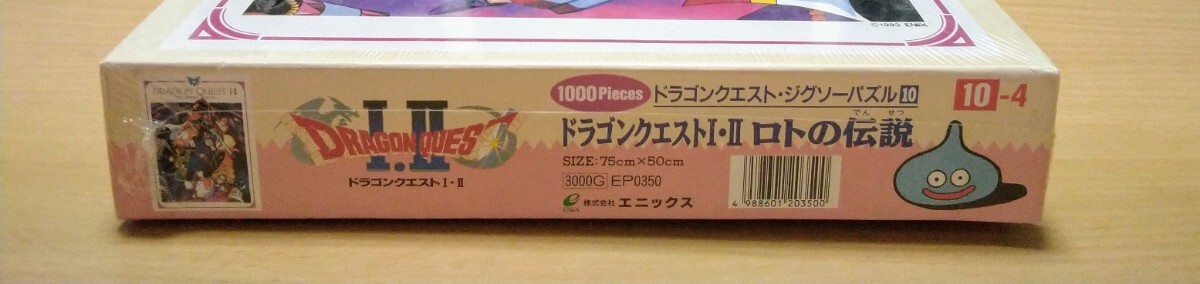 ©1993 ENIX
DRAGON QUEST I·II
DRAGON QUEST
I·II
ドラゴンクエストI・II
1000Pieces ドラゴンクエスト・ジグソーパズル10
10-4
でん せつ
ドラゴンクエストI・II ロトの伝説
SIZE:75cm×50cm
3000G EP0350
ENIX 株式会社 エニックス
4 988601 203500